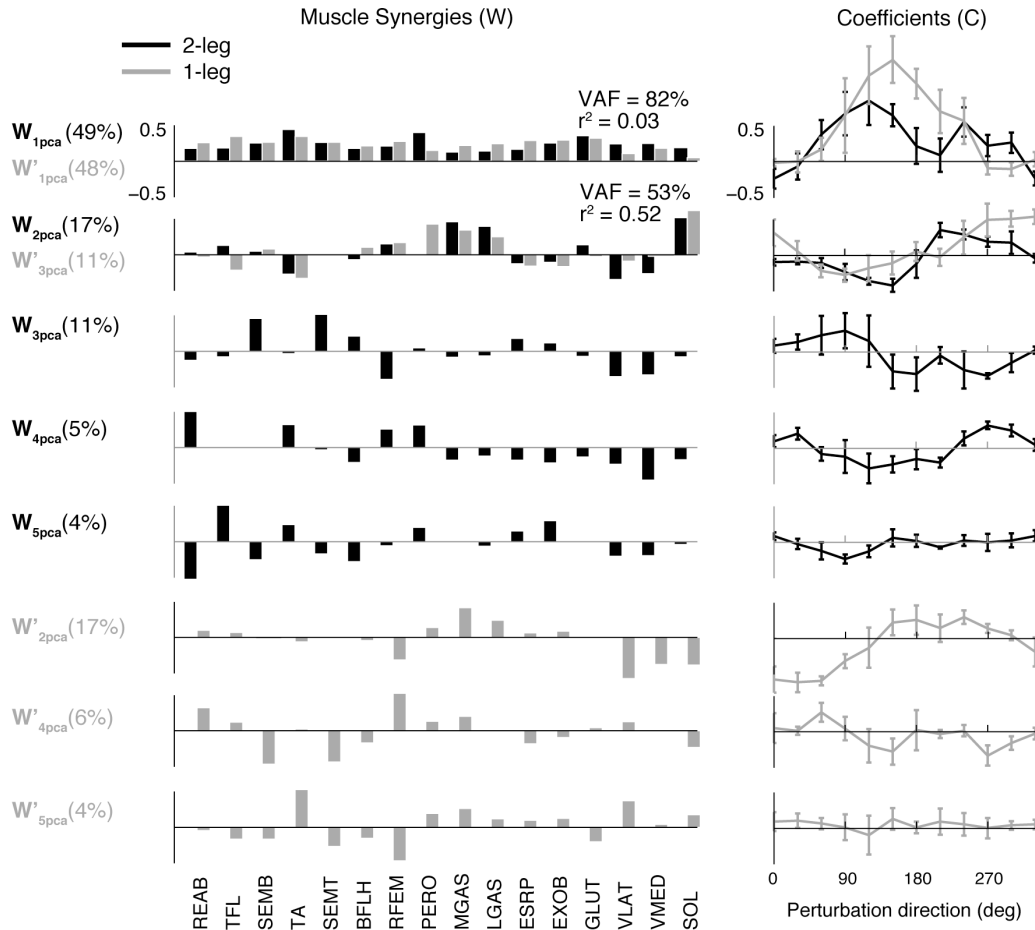 Muscle Synergies (W)
Coefficients (C)
2-leg
1-leg
VAF = 82%
r² = 0.03
W1pca(49%)
W'1pca(48%)
0.5
−0.5
0.5
−0.5
VAF = 53%
r² = 0.52
W2pca(17%)
W'3pca(11%)
W3pca(11%)
W4pca(5%)
W5pca(4%)
W'2pca(17%)
W'4pca(6%)
W'5pca(4%)
REAB
TFL
SEMB
TA
SEMT
BFLH
RFEM
PERO
MGAS
LGAS
ESRP
EXOB
GLUT
VLAT
VMED
SOL
0 90 180 270
Perturbation direction (deg)